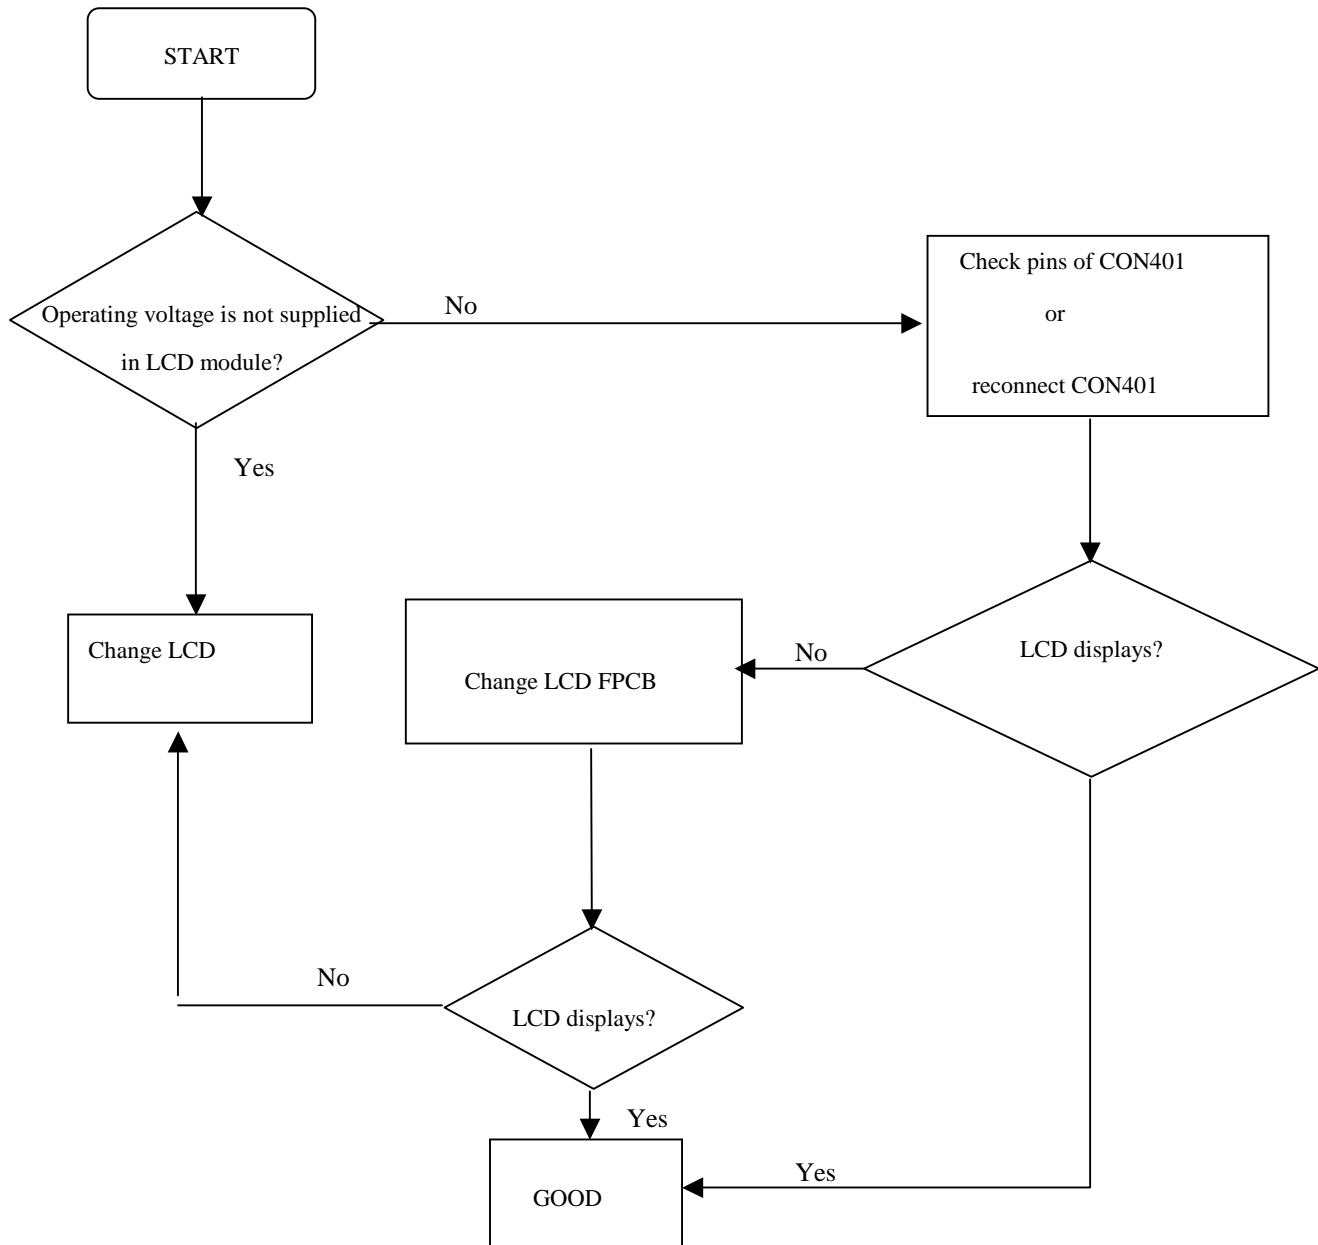 START
Operating voltage is not supplied
in LCD module?
No
Check pins of CON401
or
reconnect CON401
Yes
Change LCD
Change LCD FPCB
No
LCD displays?
No
LCD displays?
Yes
GOOD
Yes